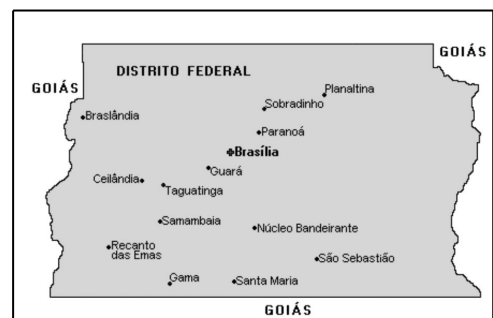 GOIÁS
DISTRITO FEDERAL
GOIÁS
Planaltina
Braslândia
Sobradinho
Paranoá
Brasília
Guará
Ceilândia
Taguatinga
Samambaia
Núcleo Bandeirante
Recanto
das Emas
São Sebastião
Gama
Santa Maria
GOIÁS